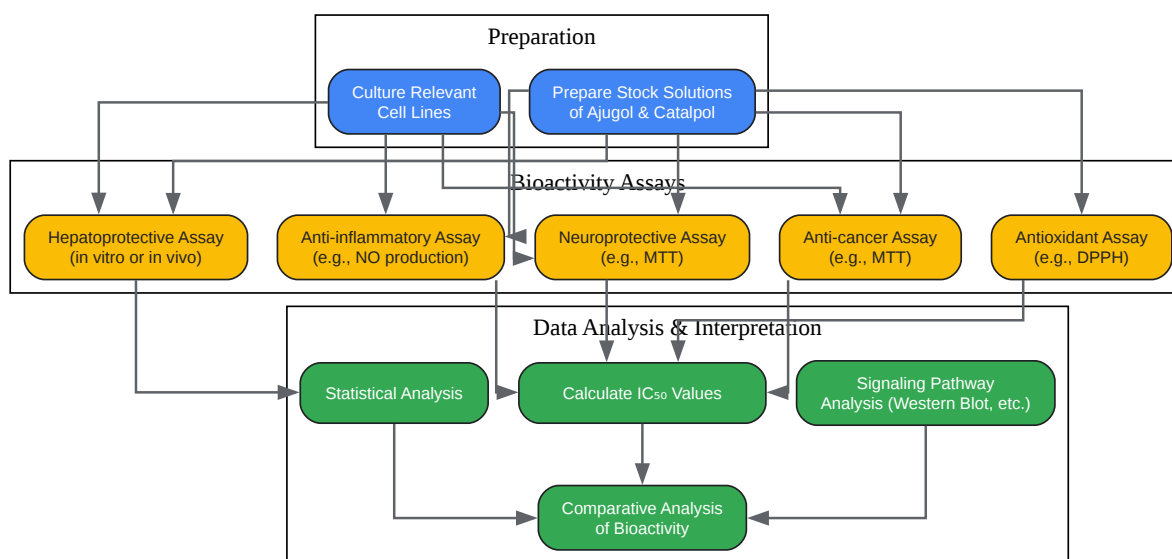 Preparation
Culture Relevant
Cell Lines
Prepare Stock Solutions
of Ajugol & Catalpol
Bioactivity Assays
Hepatoprotective Assay
(in vitro or in vivo)
Anti-inflammatory Assay
(e.g., NO production)
Neuroprotective Assay
(e.g., MTT)
Anti-cancer Assay
(e.g., MTT)
Antioxidant Assay
(e.g., DPPH)
Data Analysis & Interpretation
Statistical Analysis
Calculate IC₅₀ Values
Signaling Pathway
Analysis (Western Blot, etc.)
Comparative Analysis
of Bioactivity